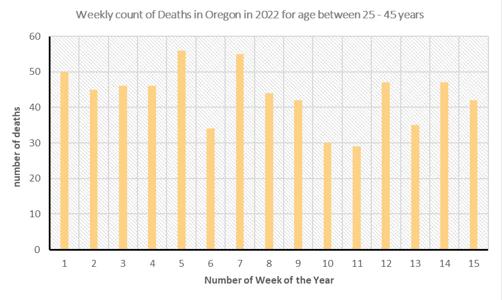 Weekly count of Deaths in Oregon in 2022 for age between 25 - 45 years
60
50
40
30
20
10
0
number of deaths
1 2 3 4 5 6 7 8 9 10 11 12 13 14 15
Number of Week of the Year